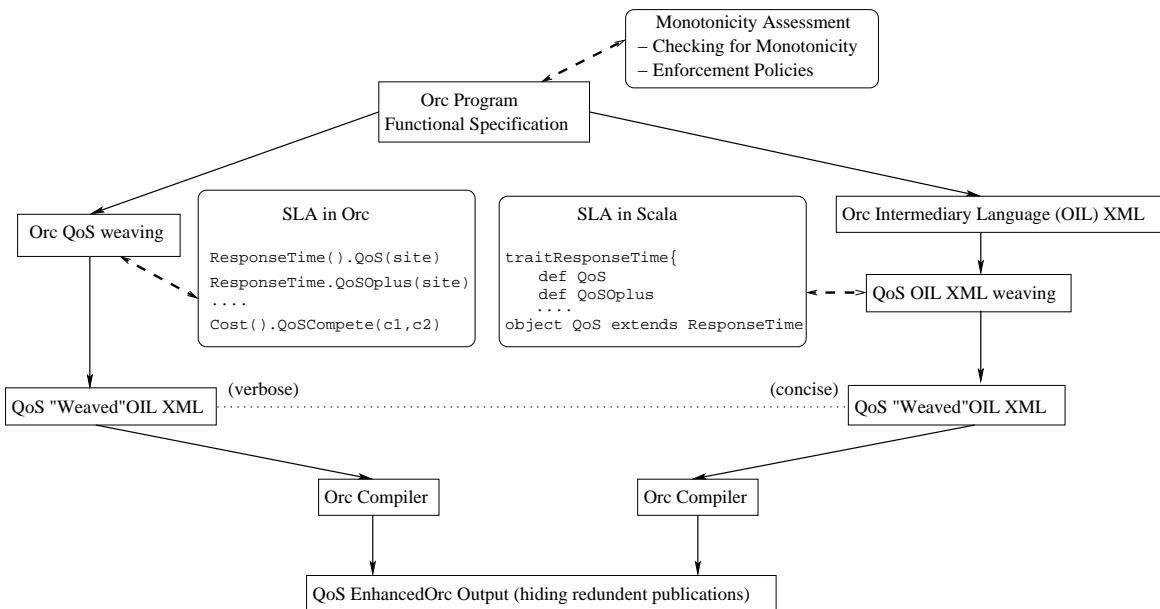 Monotonicity Assessment
– Checking for Monotonicity
– Enforcement Policies
Orc Program
Functional Specification
SLA in Orc
ResponseTime().QoS(site)
ResponseTime.QoSOplus(site)
....
Cost().QoSCompete(c1,c2)
SLA in Scala
traitResponseTime{
def QoS
def QoSOplus
....
object QoS extends ResponseTime
Orc QoS weaving
Orc Intermediary Language (OIL) XML
QoS OIL XML weaving
(verbose)
(concise)
QoS "Weaved"OIL XML
QoS "Weaved"OIL XML
Orc Compiler
Orc Compiler
QoS EnhancedOrc Output (hiding redundent publications)